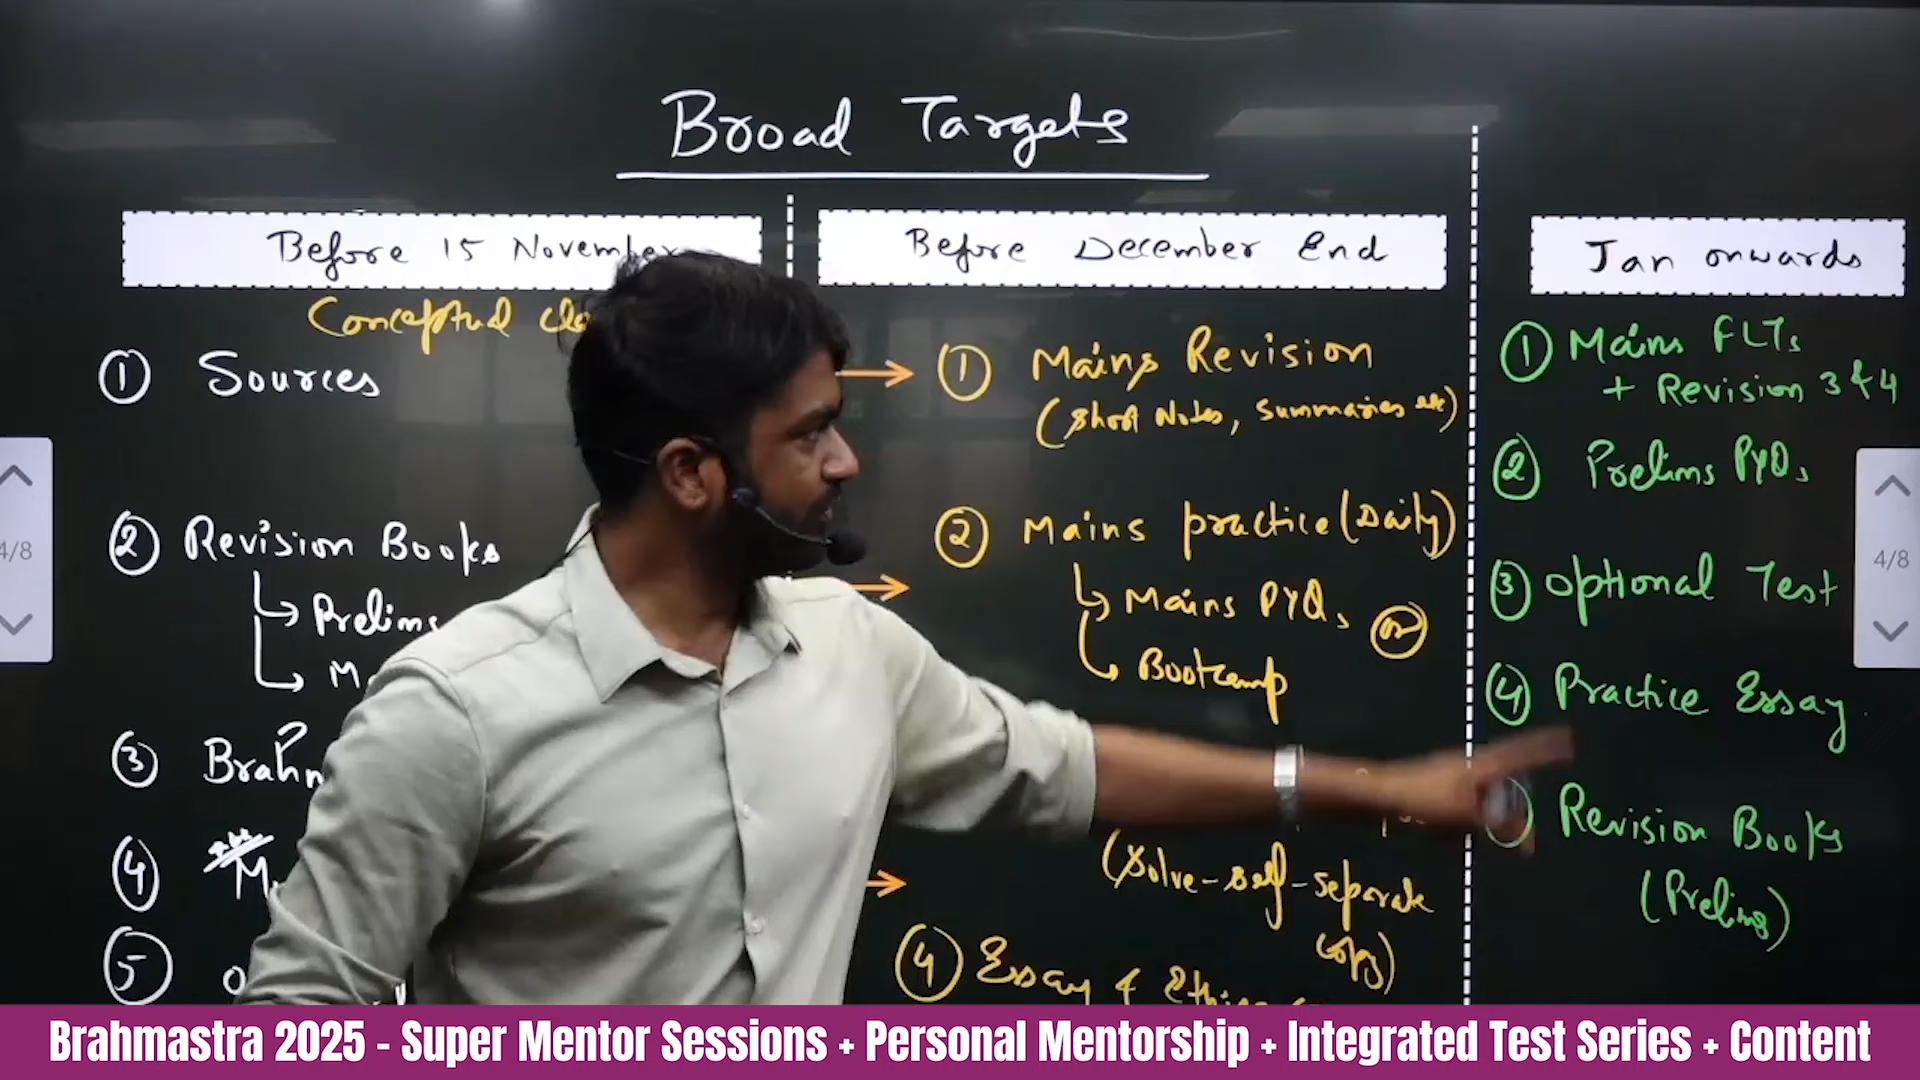 Broad Targets
Before 15 November
Conceptual
① Sources
② Revision Books
↳ Prelims
↳ M
③
④
⑤
Before December End
① Mains Revision
(Short Notes, Summaries etc)
② Mains practice (Daily)
↳ Mains PYQs or
↳ Bootcamp
(Solve-self-separate
copy)
④ Essay &
Jan onwards
① Mains FLTs
+ Revision 3 & 4
② Prelims PYQs
③ Optional Test
④ Practice Essay
Revision Books
(Prelims)
4/8
4/8
Brahmastra 2025 - Super Mentor Sessions + Personal Mentorship + Integrated Test Series + Content